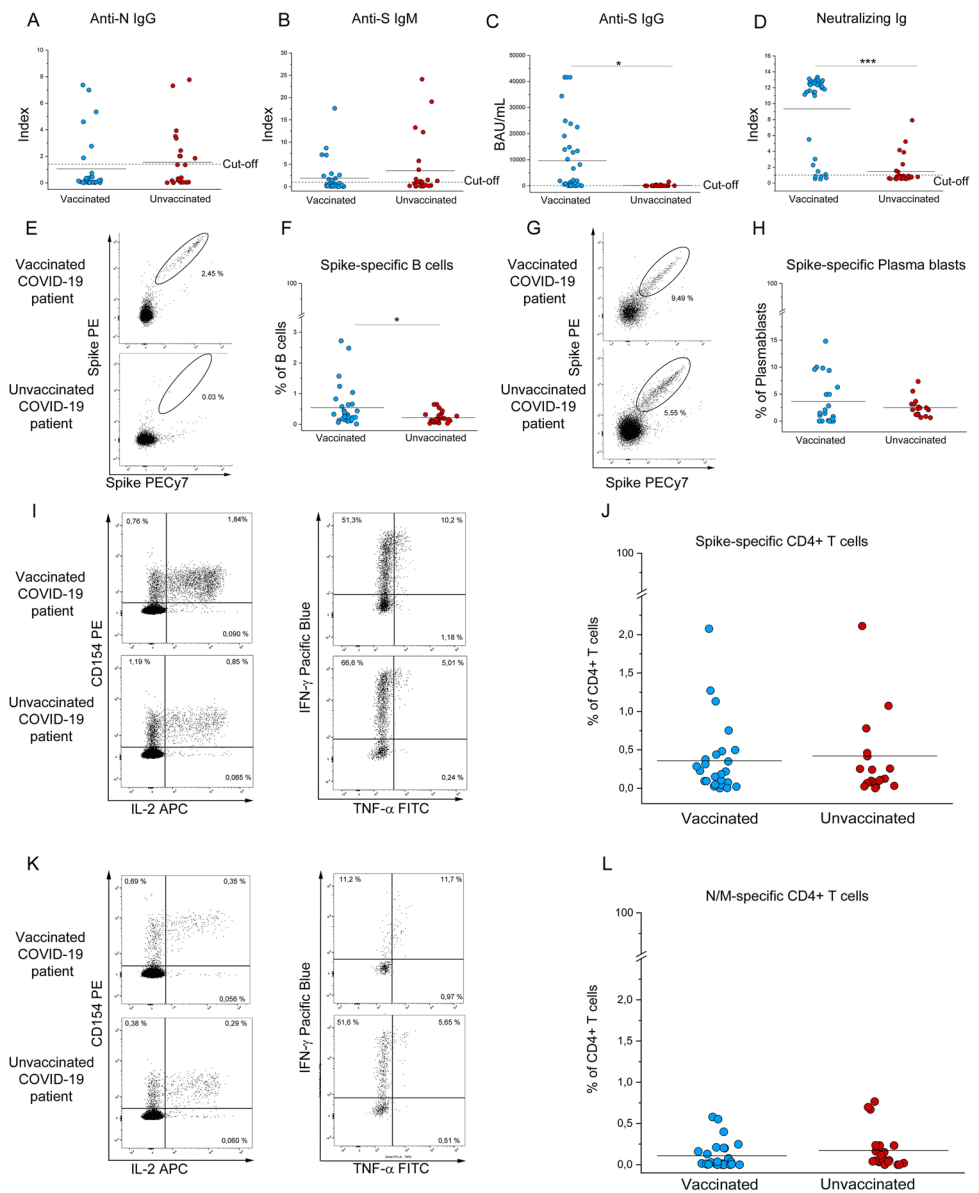 A
Anti-N IgG
B
Anti-S IgM
C
Anti-S IgG
D
Neutralizing Ig
Index
10
8
6
4
2
0
Cut-off
Vaccinated
Unvaccinated
Index
25
20
15
10
5
0
Cut-off
Vaccinated
Unvaccinated
BAU/mL
50000
40000
30000
20000
10000
0
*
Cut-off
Vaccinated
Unvaccinated
Index
16
14
12
10
8
6
4
2
0
***
Cut-off
Vaccinated
Unvaccinated
E
Vaccinated
COVID-19
patient
2,45 %
Unvaccinated
COVID-19
patient
0.03 %
Spike PE
Spike PECy7
F
Spike-specific B cells
% of B cells
100
3
2
1
0
*
Vaccinated
Unvaccinated
G
Vaccinated
COVID-19
patient
9,49 %
Unvaccinated
COVID-19
patient
5,55 %
Spike PE
Spike PECy7
H
Spike-specific Plasma blasts
% of Plasmablasts
100
15
10
5
0
Vaccinated
Unvaccinated
I
Vaccinated
COVID-19
patient
0,76 %
1,84%
0,090 %
Unvaccinated
COVID-19
patient
1,19 %
0,85 %
0,065 %
CD154 PE
IL-2 APC
51,3%
10,2 %
1,18 %
66,6 %
5,01 %
0,24 %
IFN-γ Pacific Blue
TNF-α FITC
J
Spike-specific CD4+ T cells
% of CD4+ T cells
100
2,0
1,5
1,0
0,5
0,0
Vaccinated
Unvaccinated
K
Vaccinated
COVID-19
patient
0,69 %
0,35 %
0,056 %
Unvaccinated
COVID-19
patient
0,38 %
0,29 %
0,060 %
CD154 PE
IL-2 APC
11,2 %
11,7 %
0,97 %
51,6 %
5,65 %
0,51 %
IFN-γ Pacific Blue
TNF-α FITC
L
N/M-specific CD4+ T cells
% of CD4+ T cells
100
2,0
1,5
1,0
0,5
0,0
Vaccinated
Unvaccinated